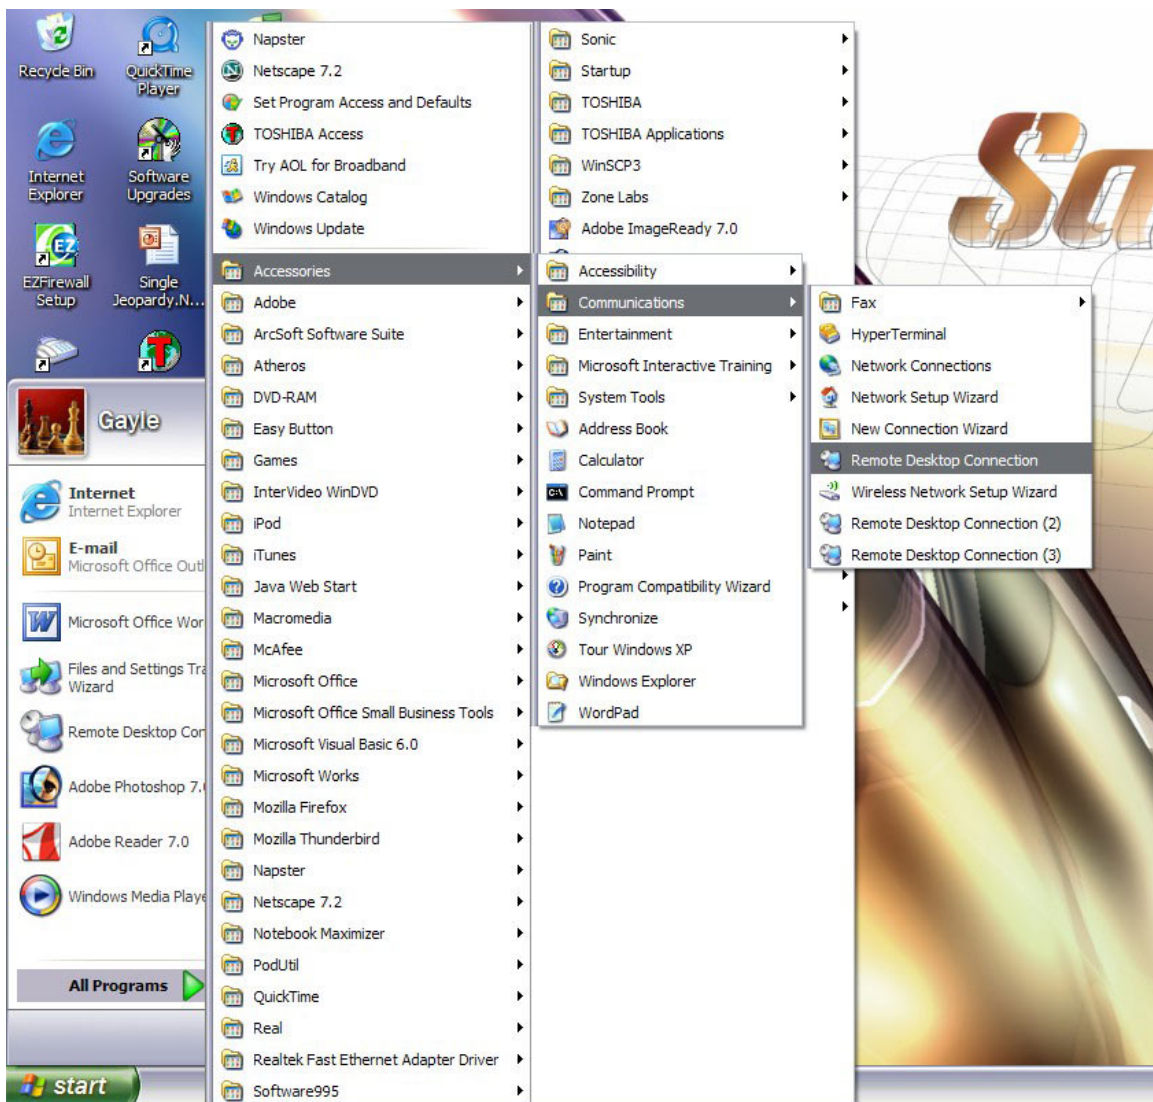 Recycle Bin
QuickTime
Player
Internet
Explorer
Software
Upgrades
EZ
EZFirewall
Setup
Single
Jeopardy.N...
Gayle
Internet
Internet Explorer
E-mail
Microsoft Office Outl
Microsoft Office Wor
Files and Settings Tra
Wizard
Remote Desktop Con
Adobe Photoshop 7.0
Adobe Reader 7.0
Windows Media Playe
All Programs
start
Napster
Netscape 7.2
Set Program Access and Defaults
TOSHIBA Access
Try AOL for Broadband
Windows Catalog
Windows Update
Accessories
Adobe
ArcSoft Software Suite
Atheros
DVD-RAM
Easy Button
Games
InterVideo WinDVD
iPod
iTunes
Java Web Start
Macromedia
McAfee
Microsoft Office
Microsoft Office Small Business Tools
Microsoft Visual Basic 6.0
Microsoft Works
Mozilla Firefox
Mozilla Thunderbird
Napster
Netscape 7.2
Notebook Maximizer
PodUtil
QuickTime
Real
Realtek Fast Ethernet Adapter Driver
Software995
Sonic
Startup
TOSHIBA
TOSHIBA Applications
WinSCP3
Zone Labs
Adobe ImageReady 7.0
Accessibility
Communications
Entertainment
Microsoft Interactive Training
System Tools
Address Book
Calculator
Command Prompt
Notepad
Paint
Program Compatibility Wizard
Synchronize
Tour Windows XP
Windows Explorer
WordPad
Fax
HyperTerminal
Network Connections
Network Setup Wizard
New Connection Wizard
Remote Desktop Connection
Wireless Network Setup Wizard
Remote Desktop Connection (2)
Remote Desktop Connection (3)
Sa